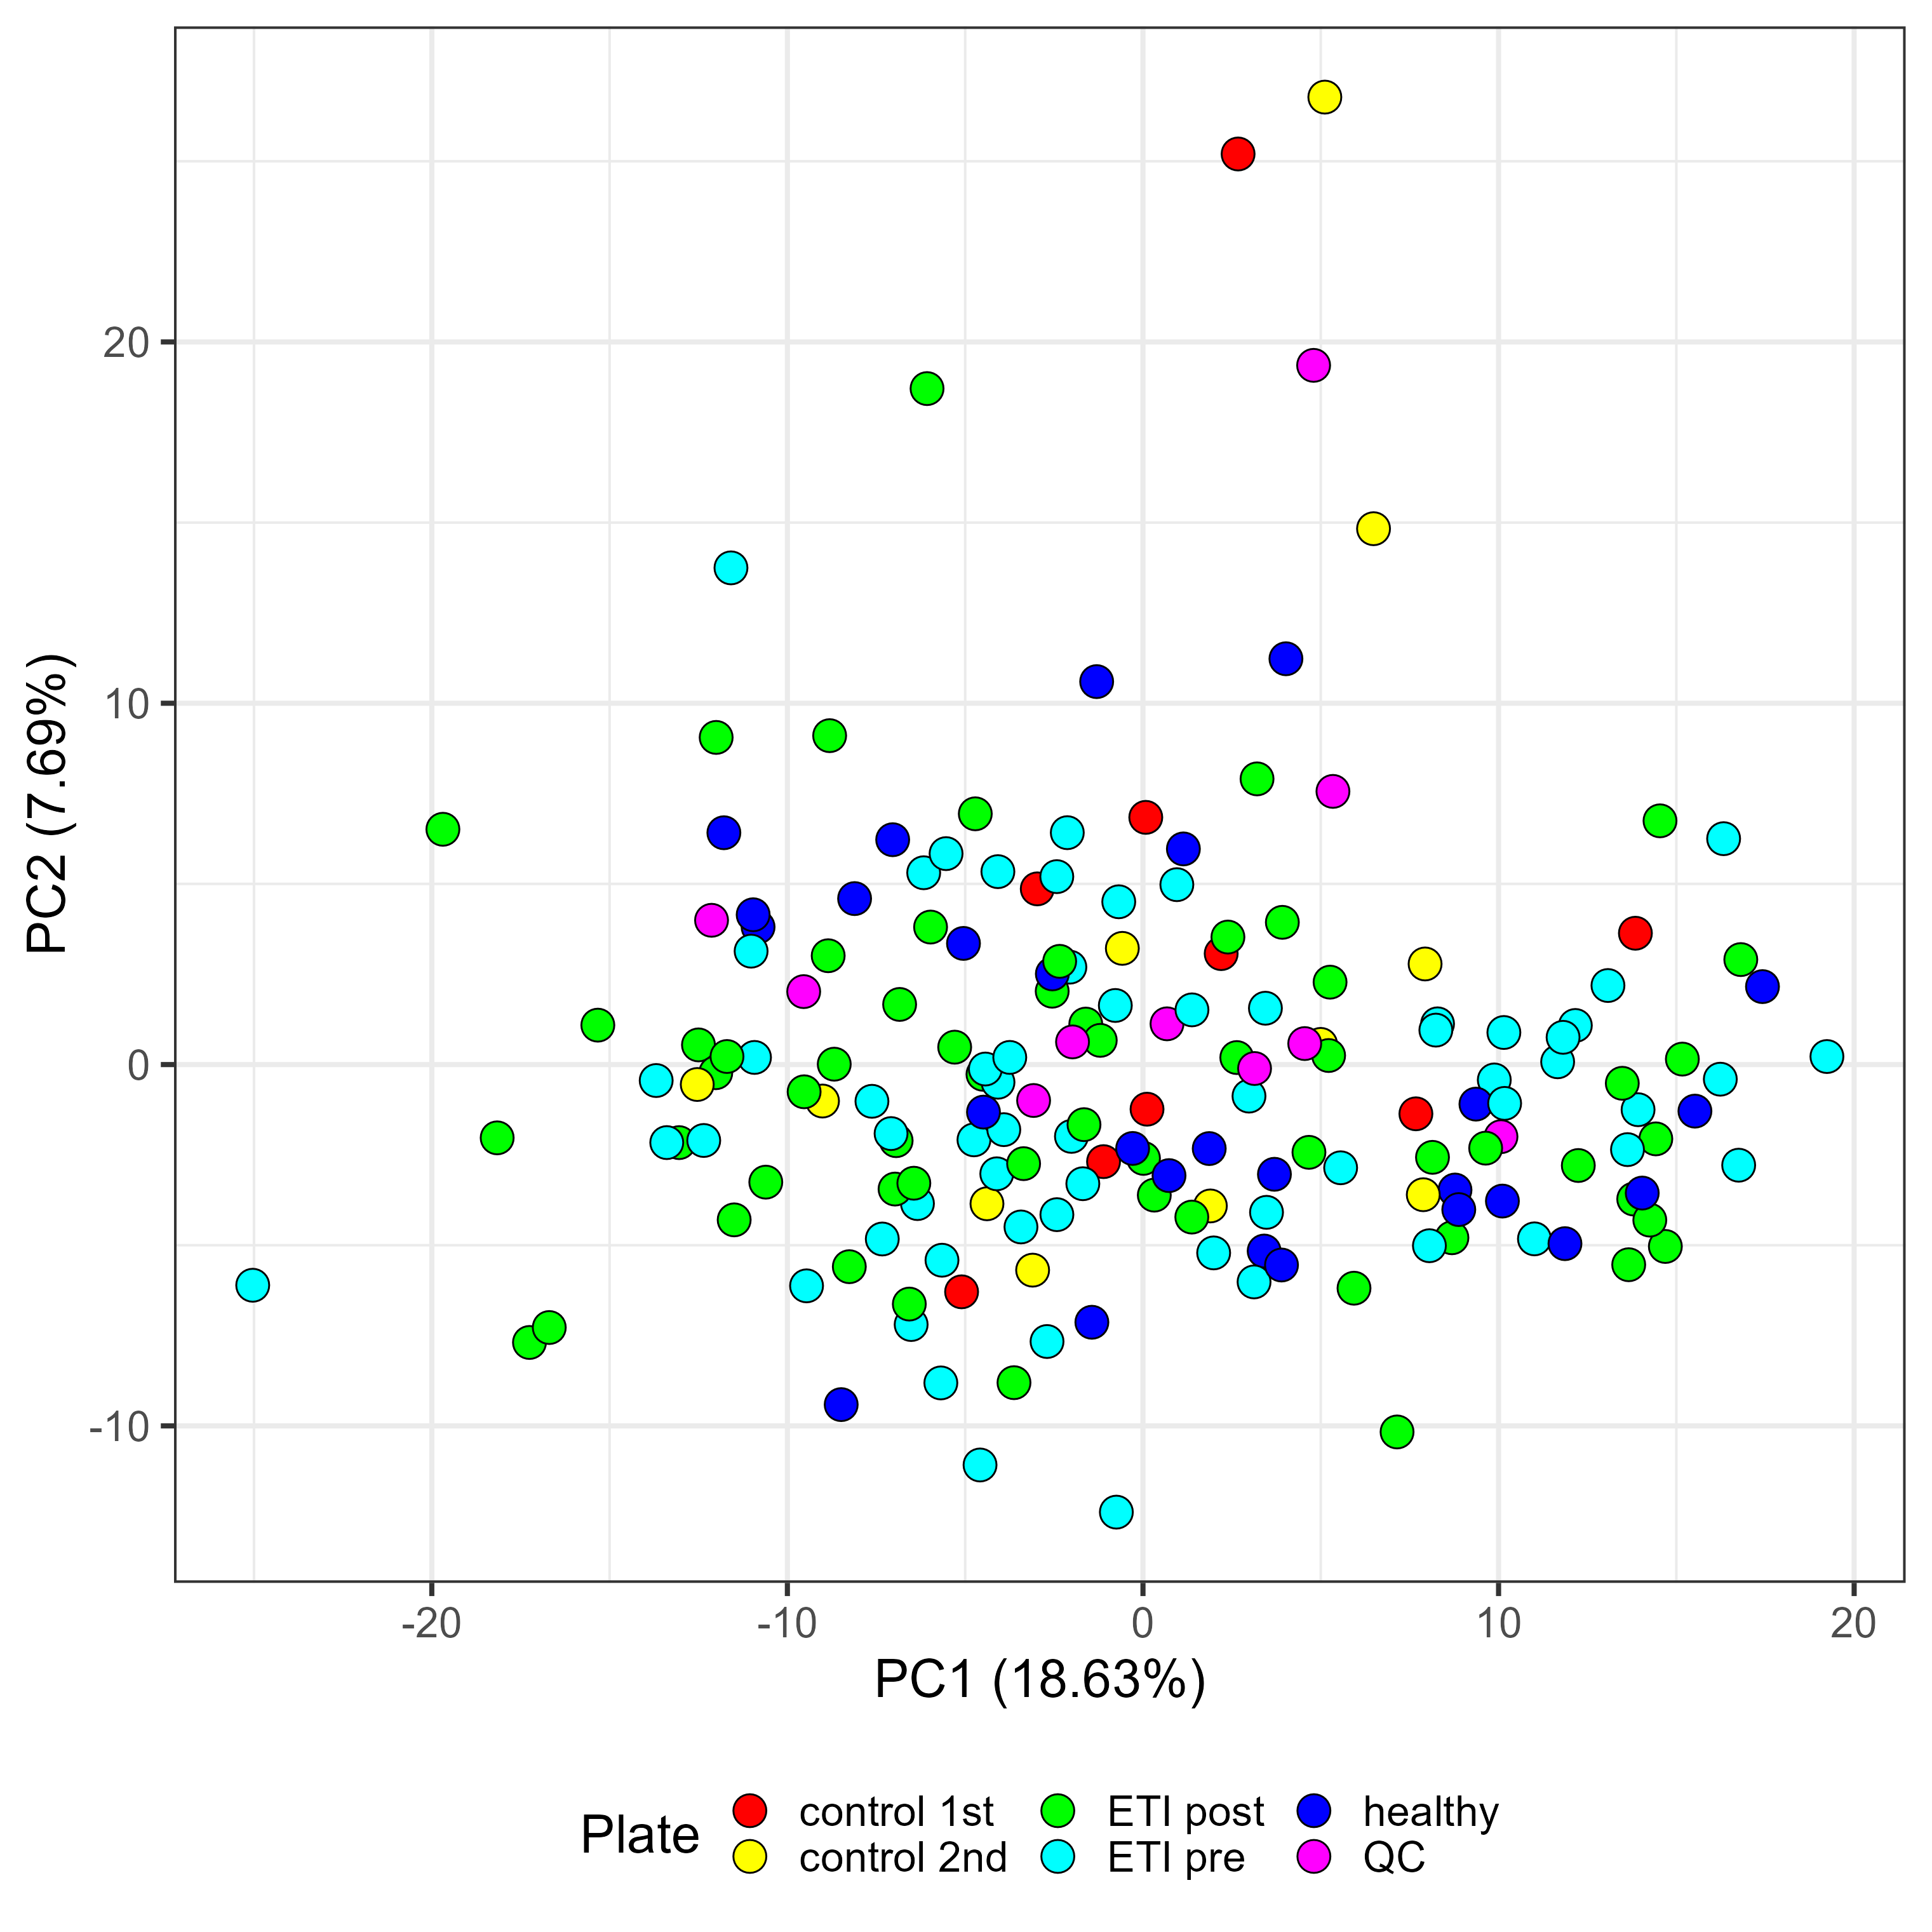 PC2 (7.69%)
20
10
0
-10
-20
-10
0
10
20
PC1 (18.63%)
Plate
control 1st
ETI post
healthy
control 2nd
ETI pre
QC